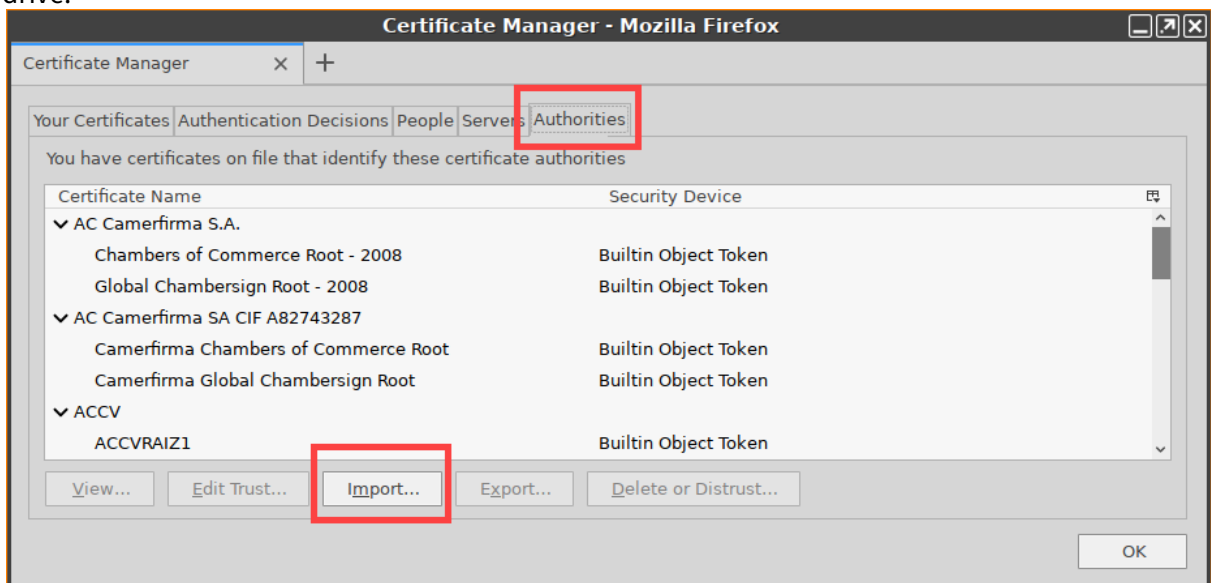 drive.
Certificate Manager - Mozilla Firefox
Certificate Manager
Your Certificates Authentication Decisions People Servers Authorities
You have certificates on file that identify these certificate authorities
Certificate Name Security Device
AC Camerfirma S.A.
Chambers of Commerce Root - 2008 Builtin Object Token
Global Chambersign Root - 2008 Builtin Object Token
AC Camerfirma SA CIF A82743287
Camerfirma Chambers of Commerce Root Builtin Object Token
Camerfirma Global Chambersign Root Builtin Object Token
ACCV
ACCVRAIZ1 Builtin Object Token
View... Edit Trust... Import... Export... Delete or Distrust...
OK